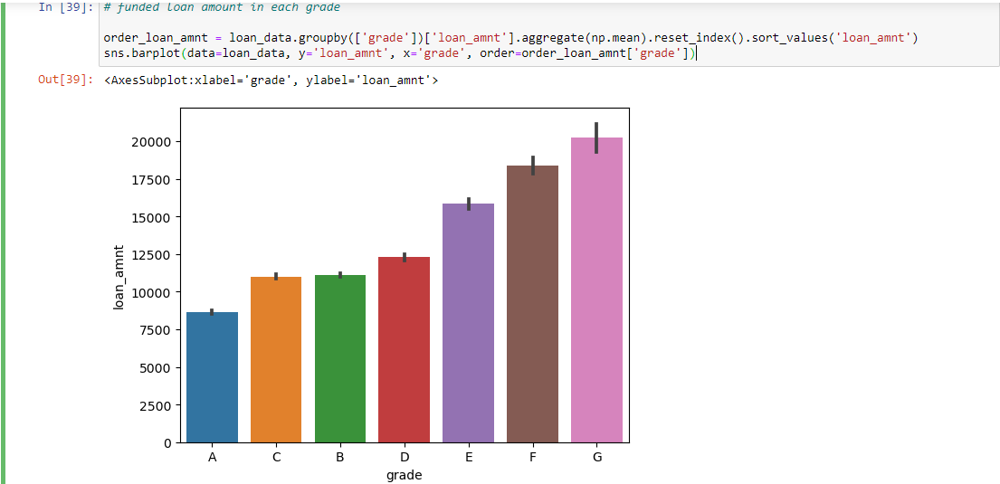 In [39]: # funded loan amount in each grade
order_loan_amnt = loan_data.groupby(['grade'])['loan_amnt'].aggregate(np.mean).reset_index().sort_values('loan_amnt')
sns.barplot(data=loan_data, y='loan_amnt', x='grade', order=order_loan_amnt['grade'])
Out[39]: <AxesSubplot:xlabel='grade', ylabel='loan_amnt'>
20000
17500
15000
12500
10000
7500
5000
2500
0
loan_amnt
A C B D E F G
grade